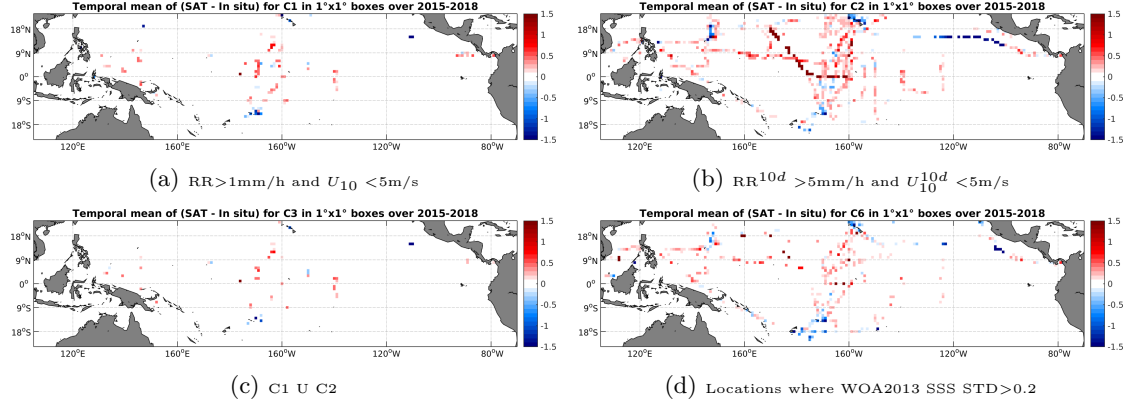 Temporal mean of (SAT - In situ) for C1 in 1°x1° boxes over 2015-2018
18°N
9°N
0°
9°S
18°S
120°E
160°E
160°W
120°W
80°W
1.5
1
0.5
0
-0.5
-1
-1.5
(a) RR>1mm/h and U10 <5m/s
Temporal mean of (SAT - In situ) for C2 in 1°x1° boxes over 2015-2018
18°N
9°N
0°
9°S
18°S
120°E
160°E
160°W
120°W
80°W
1.5
1
0.5
0
-0.5
-1
-1.5
(b) RR^10d >5mm/h and U10^10d <5m/s
Temporal mean of (SAT - In situ) for C3 in 1°x1° boxes over 2015-2018
18°N
9°N
0°
9°S
18°S
120°E
160°E
160°W
120°W
80°W
1.5
1
0.5
0
-0.5
-1
-1.5
(c) C1 U C2
Temporal mean of (SAT - In situ) for C6 in 1°x1° boxes over 2015-2018
18°N
9°N
0°
9°S
18°S
120°E
160°E
160°W
120°W
80°W
1.5
1
0.5
0
-0.5
-1
-1.5
(d) Locations where WOA2013 SSS STD>0.2